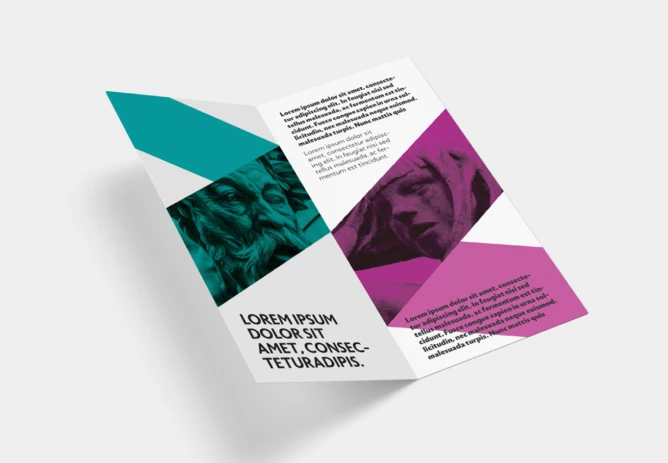 LOREM IPSUM
DOLOR SIT
AMET, CONSEC-
TETURADIPIS.
Lorem ipsum dolor sit amet, consecte-
tur adipiscing elit. In feugiat nisi sed
tellus malesuada, ac fermentum est tin-
cidunt. Fusce congue sapien in urna sol-
licitudin, nec malesuada neque euismod.
malesuada turpis. Nunc mattis quis
Lorem ipsum dolor sit
amet, consectetur adipisc-
ing elit. In feugiat nisi sed
tellus malesuada, ac fer-
mentum est tincidunt.
Lorem ipsum dolor sit amet, consecte-
tur adipiscing elit. In feugiat nisi sed
tellus malesuada, ac fermentum est tin-
cidunt. Fusce congue sapien in urna sol-
licitudin, nec malesuada neque euismod.
malesuada turpis. Nunc mattis quis